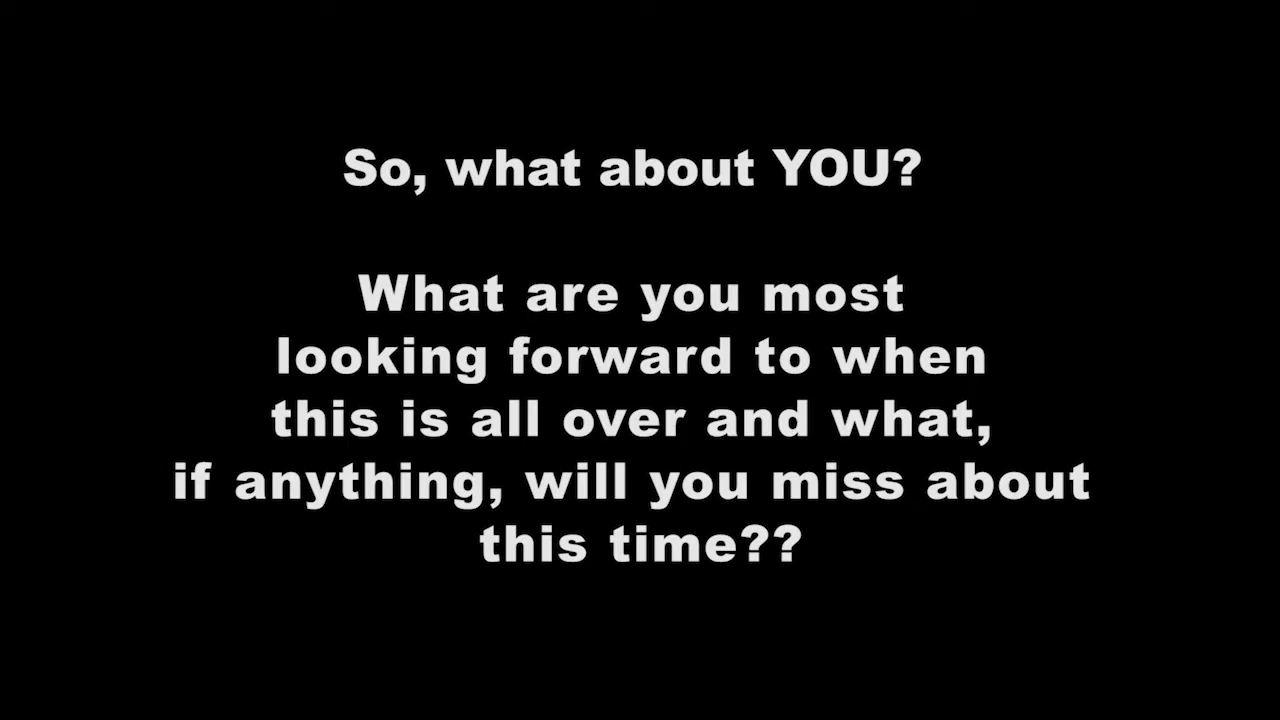 So, what about YOU?
What are you most
looking forward to when
this is all over and what,
if anything, will you miss about
this time??